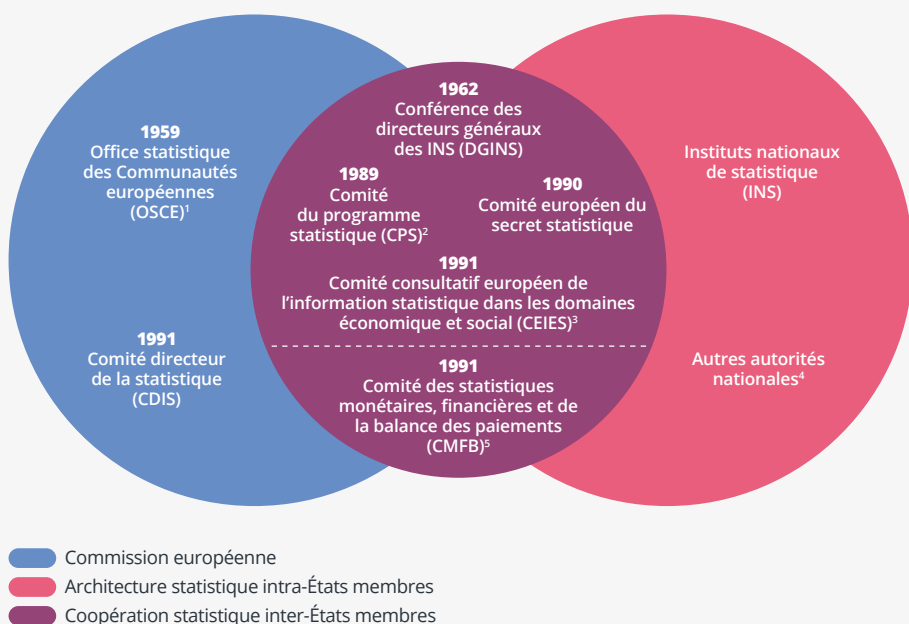 1959
Office statistique
des Communautés
européennes
(OSCE)¹
1991
Comité directeur
de la statistique
(CDIS)
1962
Conférence des
directeurs généraux
des INS (DGINS)
1989
Comité
du programme
statistique (CPS)²
1990
Comité européen du
secret statistique
1991
Comité consultatif européen de
l’information statistique dans les domaines
économique et social (CEIES)³
1991
Comité des statistiques
monétaires, financières et de
la balance des paiements
(CMFB)⁵
Instituts nationaux
de statistique
(INS)
Autres autorités
nationales⁴
Commission européenne
Architecture statistique intra-États membres
Coopération statistique inter-États membres